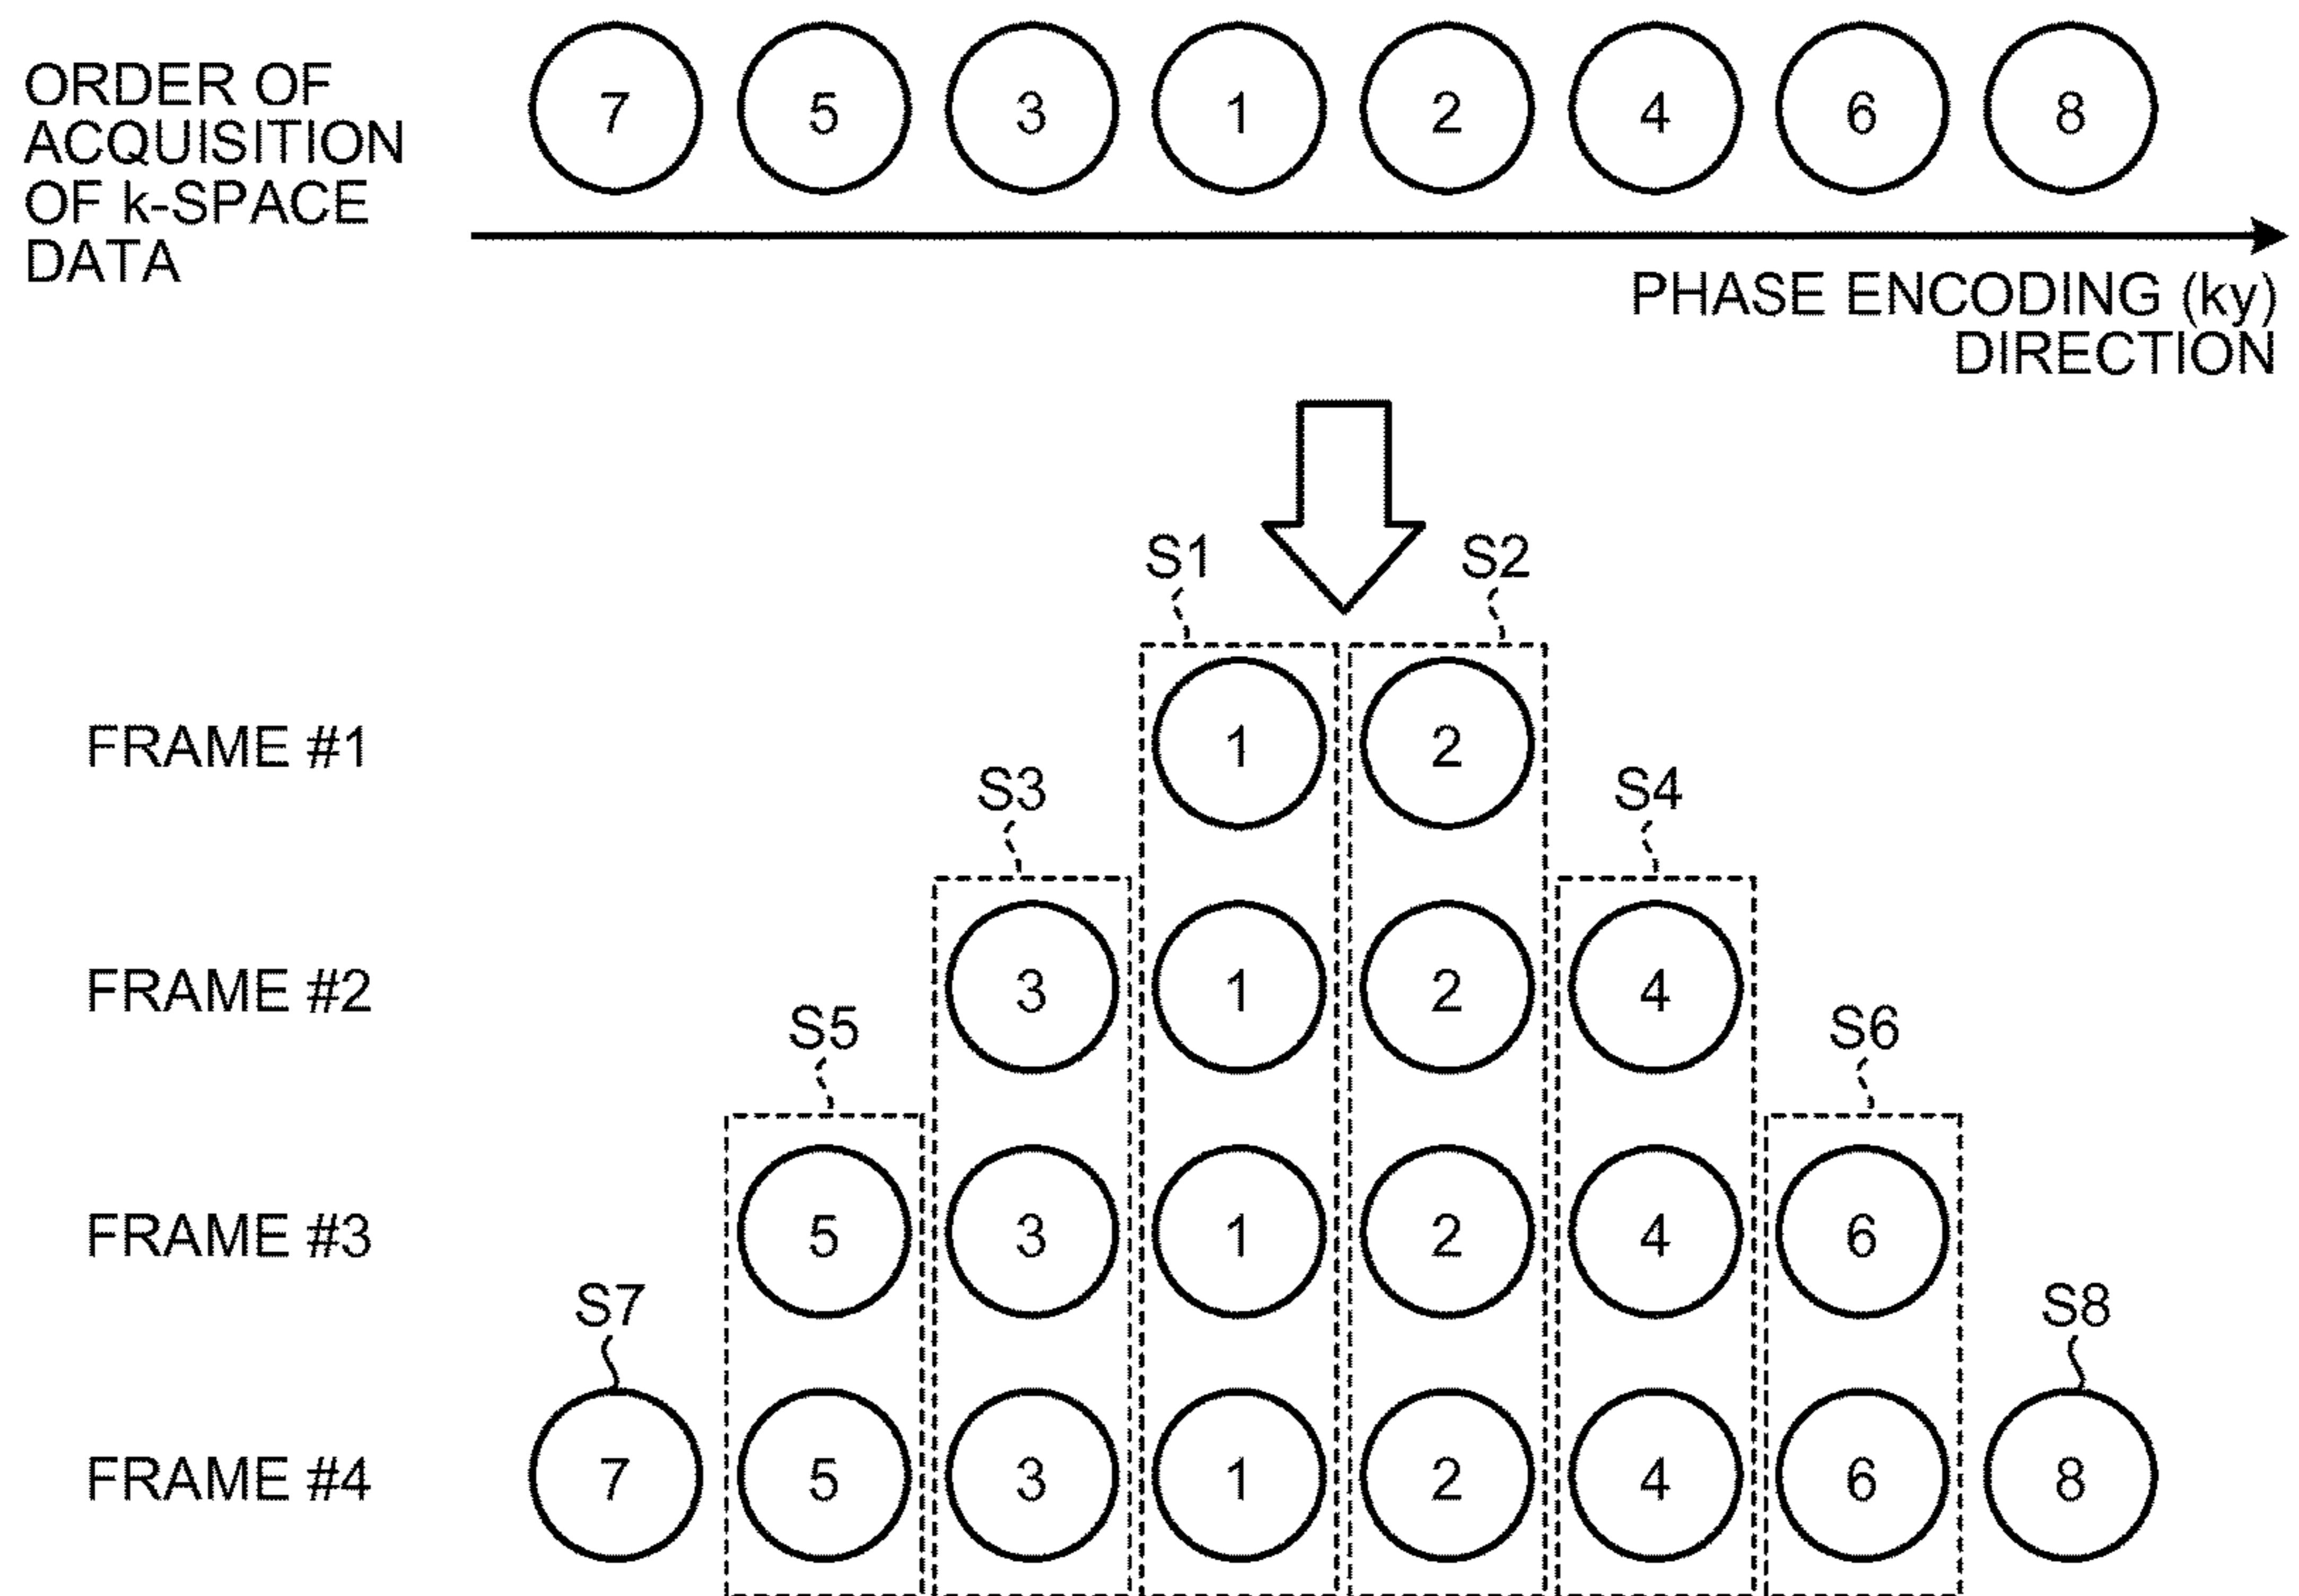 ORDER OF
ACQUISITION
OF k-SPACE
DATA
7 5 3 1 2 4 6 8
PHASE ENCODING (ky)
DIRECTION
S1 S2
FRAME #1 1 2
S3 S4
FRAME #2 3 1 2 4
S5 S6
FRAME #3 5 3 1 2 4 6
S7 S8
FRAME #4 7 5 3 1 2 4 6 8